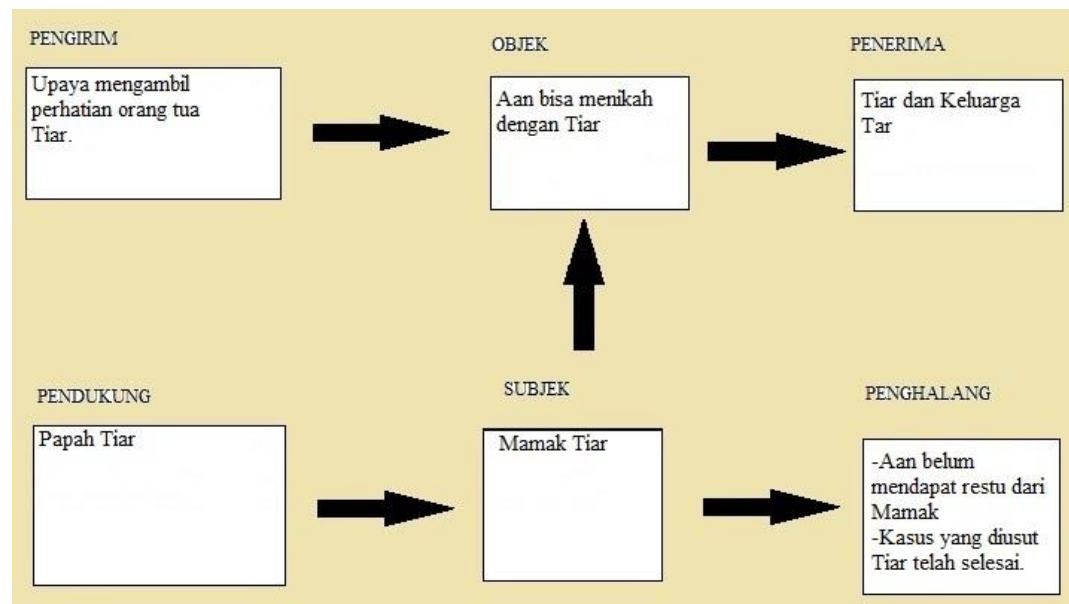 PENGIRIM
Upaya mengambil
perhatian orang tua
Tiar.
OBJEK
Aan bisa menikah
dengan Tiar
PENERIMA
Tiar dan Keluarga
Tar
PENDUKUNG
Papah Tiar
SUBJEK
Mamak Tiar
PENGHALANG
-Aan belum
mendapat restu dari
Mamak
-Kasus yang diusut
Tiar telah selesai.